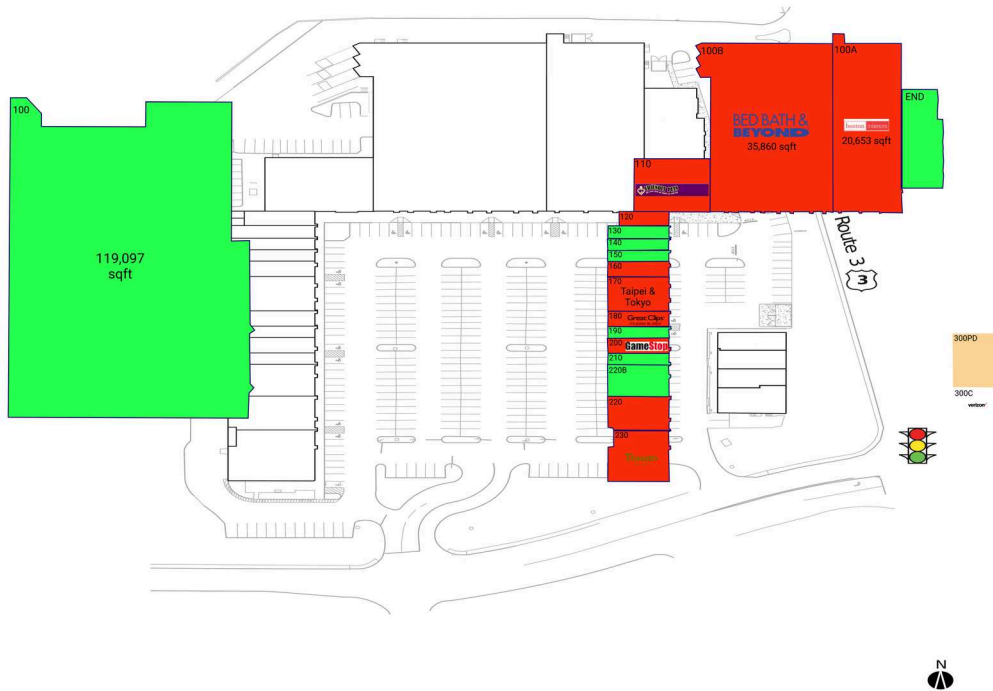 100
119,097
sqft
100B
BED BATH &
BEYOND
35,860 sqft
100A
20,653 sqft
END
110
120
130
140
150
160
170
Taipei &
Tokyo
180
Great Clips
190
200
GameStop
210
220B
220
230
Route 3
3
300PD
300C
verizon
N